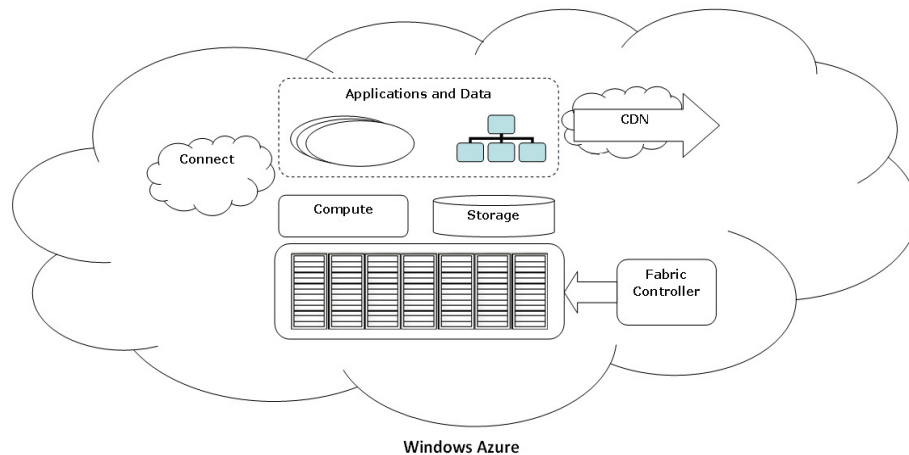 Applications and Data
CDN
Connect
Compute
Storage
Fabric
Controller
Windows Azure